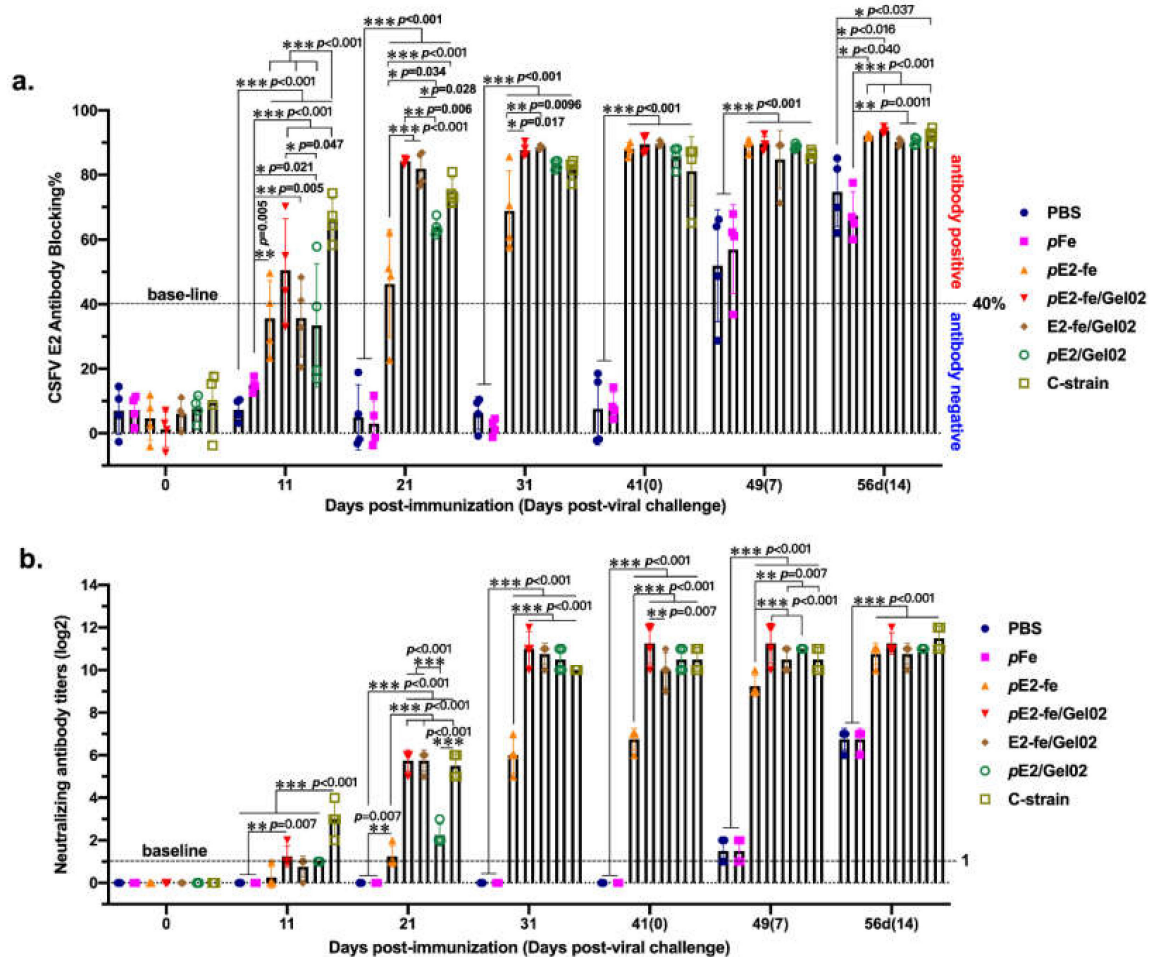 a.
*** p<0.001
*** p<0.001
*** p<0.001
* p=0.047
* p=0.021
** p=0.005
p=0.005
**
*** p<0.001
*** p<0.001
* p=0.034
* p=0.028
** p=0.006
*** p<0.001
*** p<0.001
** p=0.0096
* p=0.017
*** p<0.001
*** p<0.001
* p<0.037
* p<0.016
* p<0.040
*** p<0.001
** p=0.0011
CSFV E2 Antibody Blocking%
100
80
60
40
20
0
base-line
40%
antibody positive
antibody negative
0 11 21 31 41(0) 49(7) 56d(14)
Days post-immunization (Days post-viral challenge)
PBS
pFe
pE2-fe
pE2-fe/Gel02
E2-fe/Gel02
pE2/Gel02
C-strain
b.
*** p<0.001
** p=0.007
p<0.001
***
*** p<0.001
*** p<0.001
p<0.001
***
p=0.007
**
*** p<0.001
*** p<0.001
*** p<0.001
*** p<0.001
** p=0.007
*** p<0.001
** p=0.007
*** p<0.001
*** p<0.001
Neutralizing antibody titers (log2)
14
12
10
8
6
4
2
0
baseline
1
0 11 21 31 41(0) 49(7) 56d(14)
Days post-immunization (Days post-viral challenge)
PBS
pFe
pE2-fe
pE2-fe/Gel02
E2-fe/Gel02
pE2/Gel02
C-strain